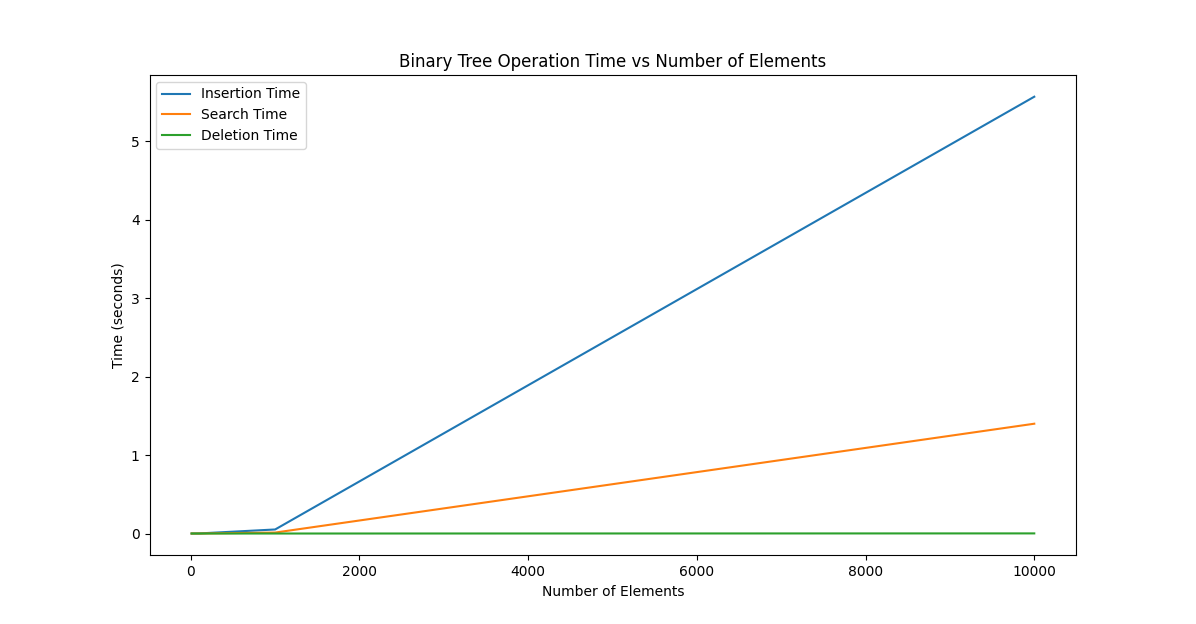 Binary Tree Operation Time vs Number of Elements
Insertion Time
Search Time
Deletion Time
Time (seconds)
5
4
3
2
1
0
0 2000 4000 6000 8000 10000
Number of Elements